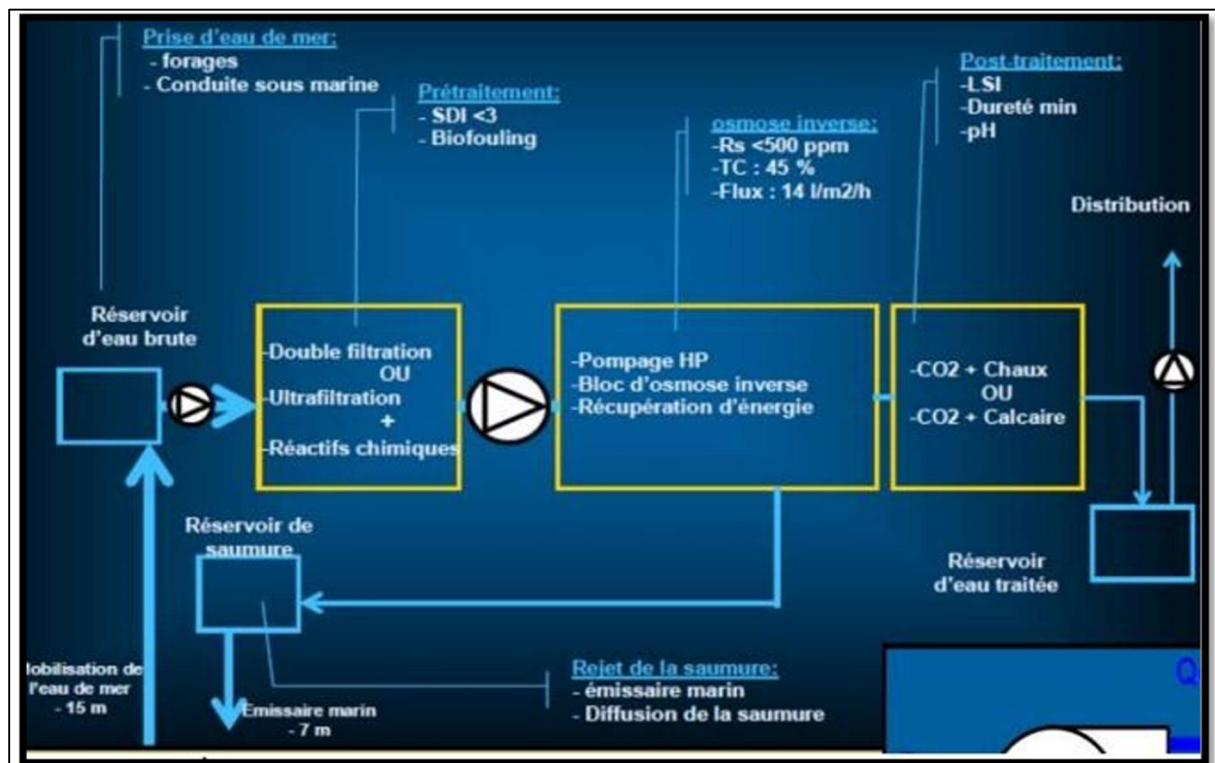 Prise d'eau de mer:
- forages
- Conduite sous marine
Prétraitement:
- SDI <3
- Biofouling
osmose inverse:
-Rs <500 ppm
-TC : 45 %
-Flux : 14 l/m2/h
Post-traitement:
-LSI
-Dureté min
-pH
Distribution
Réservoir
d'eau brute
-Double filtration
OU
-Ultrafiltration
+
-Réactifs chimiques
-Pompage HP
-Bloc d'osmose inverse
-Récupération d'énergie
-CO2 + Chaux
OU
-CO2 + Calcaire
Réservoir de
saumure
Réservoir
d'eau traitée
obilisation de
l'eau de mer
- 15 m
Emissaire marin
- 7 m
Rejet de la saumure:
- émissaire marin
- Diffusion de la saumure
Q